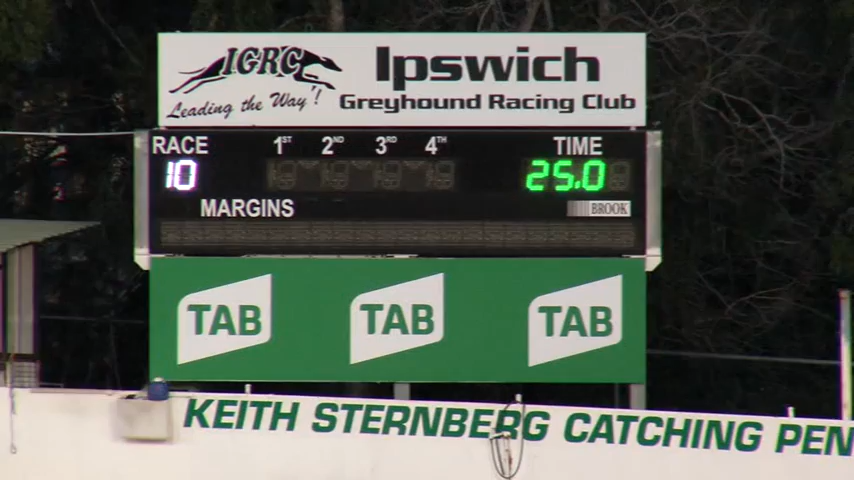 IGRC
Leading the Way!
Ipswich
Greyhound Racing Club
RACE 1ST 2ND 3RD 4TH TIME
10 25.0
MARGINS BROOK
TAB TAB TAB
KEITH STERNBERG CATCHING PEN